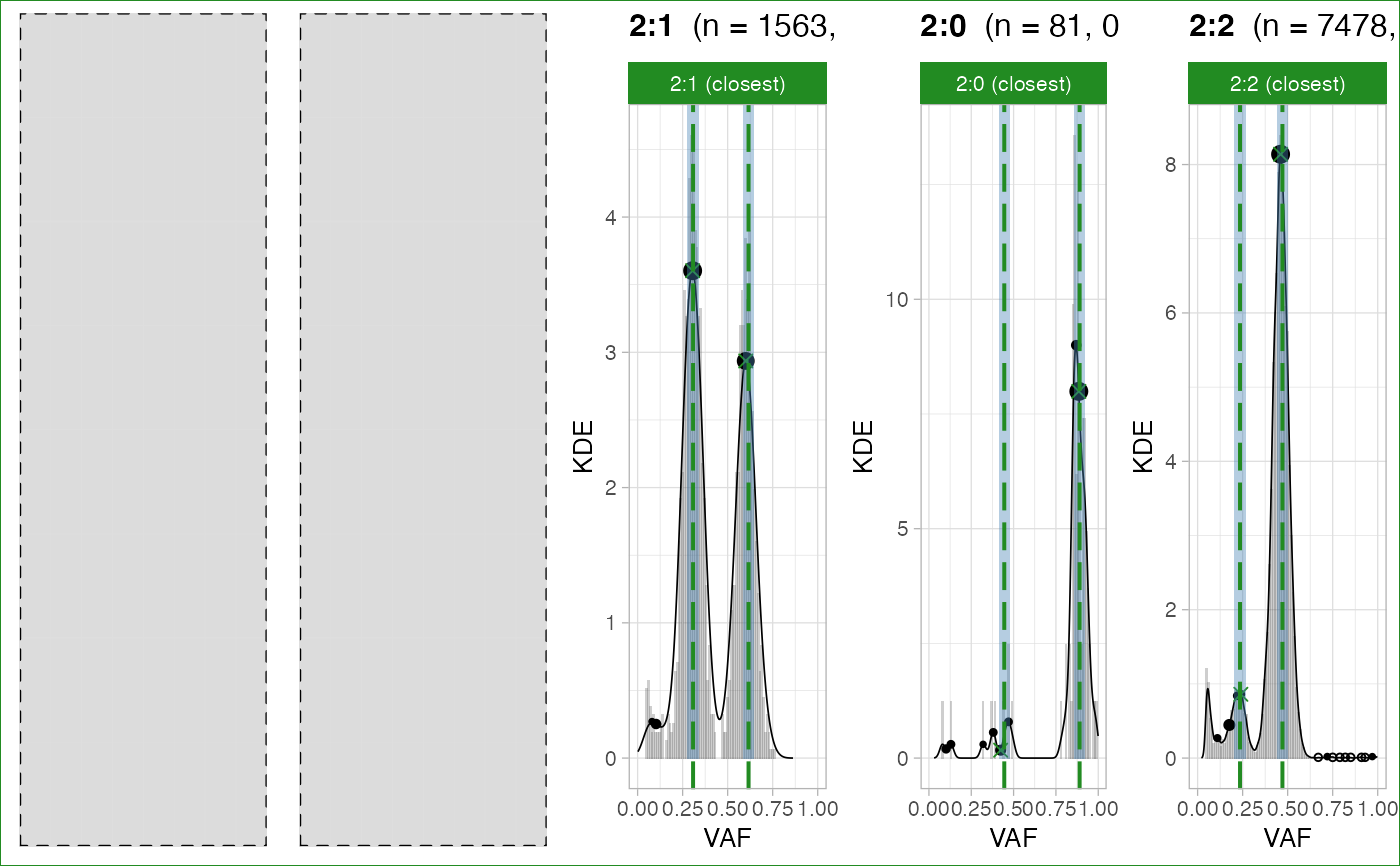 2:1 (n = 1563,
2:1 (closest)
4
3
2
1
0
KDE
0.00 0.25 0.50 0.75 1.00
VAF
2:0 (n = 81, 0
2:0 (closest)
10
5
0
KDE
0.00 0.25 0.50 0.75 1.00
VAF
2:2 (n = 7478,
2:2 (closest)
8
6
4
2
0
KDE
0.00 0.25 0.50 0.75 1.00
VAF